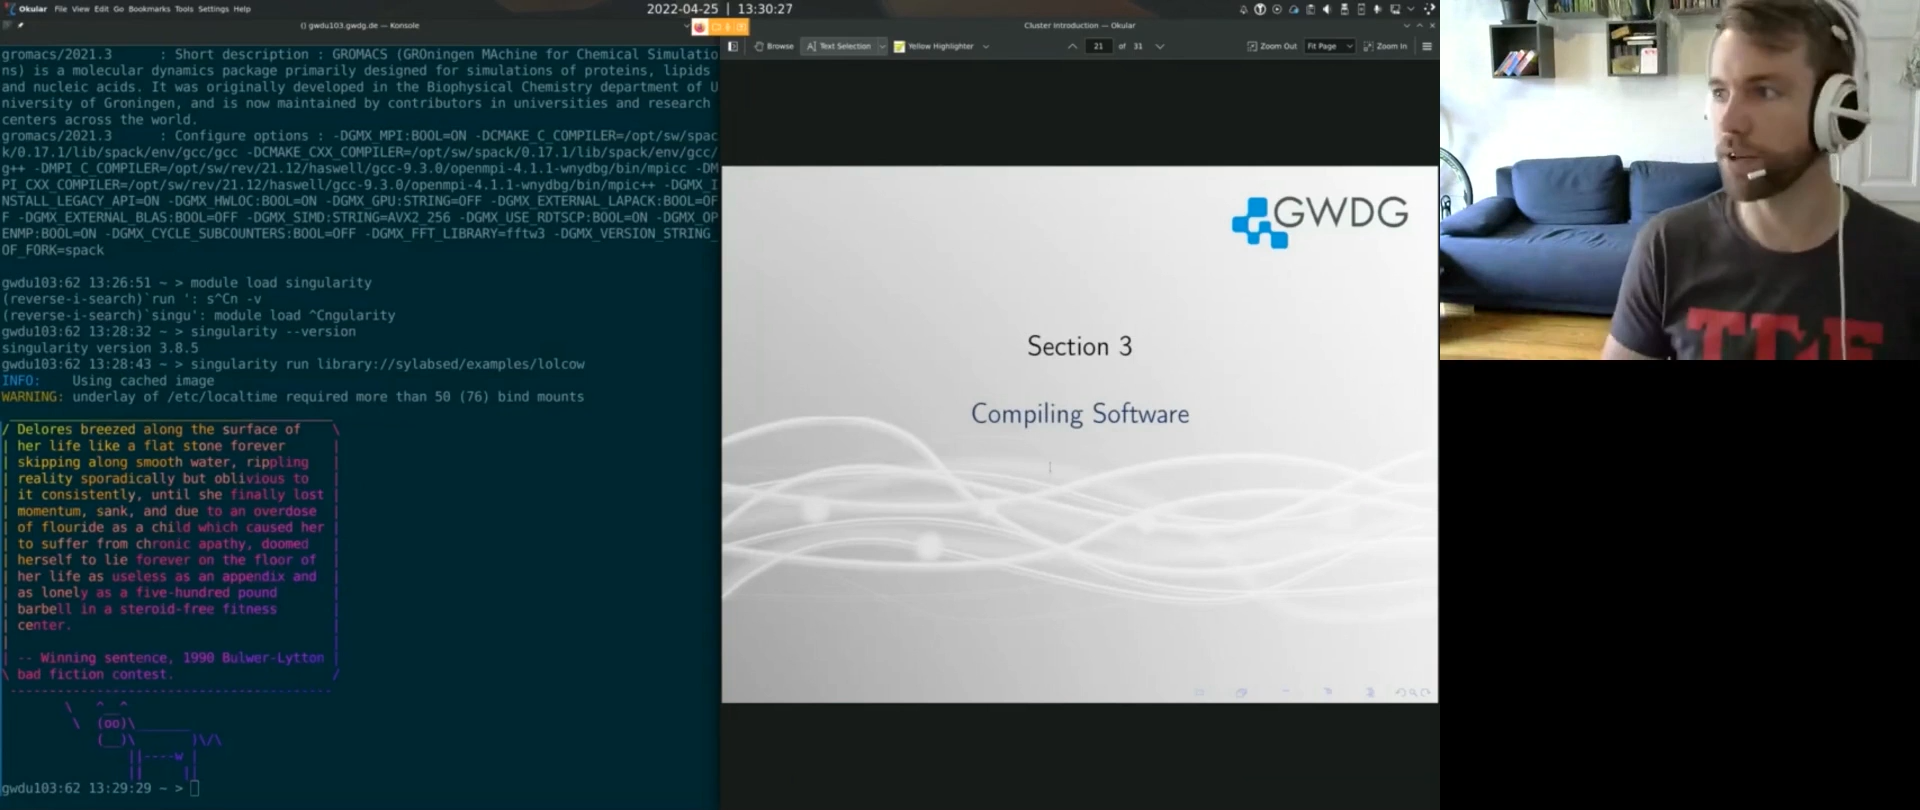 Okular File View Edit Go Bookmarks Tools Settings Help
2022-04-25 | 13:30:27
() gwdu103.gwdg.de — Konsole
Cluster Introduction — Okular
Browse Text Selection Yellow Highlighter 21 of 31 Zoom Out Fit Page Zoom In
gromacs/2021.3 : Short description : GROMACS (GROningen MAchine for Chemical Simulatio
ns) is a molecular dynamics package primarily designed for simulations of proteins, lipids
and nucleic acids. It was originally developed in the Biophysical Chemistry department of U
niversity of Groningen, and is now maintained by contributors in universities and research
centers across the world.
gromacs/2021.3 : Configure options : -DGMX_MPI:BOOL=ON -DCMAKE_C_COMPILER=/opt/sw/spac
k/0.17.1/lib/spack/env/gcc/gcc -DCMAKE_CXX_COMPILER=/opt/sw/spack/0.17.1/lib/spack/env/gcc/
g++ -DMPI_C_COMPILER=/opt/sw/rev/21.12/haswell/gcc-9.3.0/openmpi-4.1.1-wnydbg/bin/mpicc -DM
PI_CXX_COMPILER=/opt/sw/rev/21.12/haswell/gcc-9.3.0/openmpi-4.1.1-wnydbg/bin/mpic++ -DGMX_I
NSTALL_LEGACY_API=ON -DGMX_HWLOC:BOOL=ON -DGMX_GPU:STRING=OFF -DGMX_EXTERNAL_LAPACK:BOOL=OF
F -DGMX_EXTERNAL_BLAS:BOOL=OFF -DGMX_SIMD:STRING=AVX2_256 -DGMX_USE_RDTSCP:BOOL=ON -DGMX_OP
ENMP:BOOL=ON -DGMX_CYCLE_SUBCOUNTERS:BOOL=OFF -DGMX_FFT_LIBRARY=fftw3 -DGMX_VERSION_STRING_
OF_FORK=spack
gwdu103:62 13:26:51 ~ > module load singularity
(reverse-i-search)`run ': s^Cn -v
(reverse-i-search)`singu': module load ^Cngularity
gwdu103:62 13:28:32 ~ > singularity --version
singularity version 3.8.5
gwdu103:62 13:28:43 ~ > singularity run library://sylabsed/examples/lolcow
INFO: Using cached image
WARNING: underlay of /etc/localtime required more than 50 (76) bind mounts
/ Delores breezed along the surface of \
| her life like a flat stone forever |
| skipping along smooth water, rippling |
| reality sporadically but oblivious to |
| it consistently, until she finally lost |
| momentum, sank, and due to an overdose |
| of flouride as a child which caused her |
| to suffer from chronic apathy, doomed |
| herself to lie forever on the floor of |
| her life as useless as an appendix and |
| as lonely as a five-hundred pound |
| barbell in a steroid-free fitness |
| center. |
| |
| -- Winning sentence, 1990 Bulwer-Lytton |
\ bad fiction contest. /
-----------------------------------------
\ ^__^
\ (oo)\_______
(__)\ )\/\
||----w |
|| ||
gwdu103:62 13:29:29 ~ >
GWDG
Section 3
Compiling Software